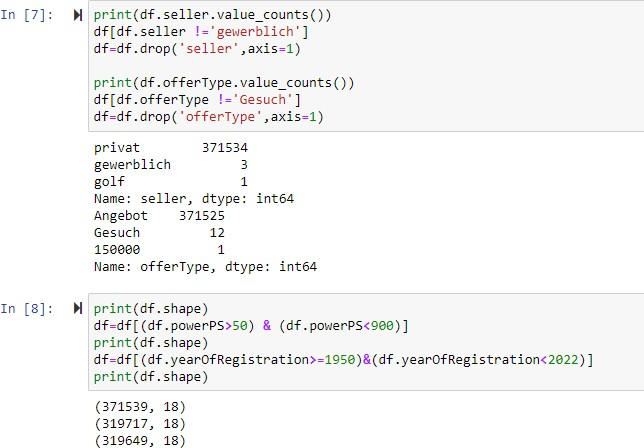 In [7]:
print(df.seller.value_counts())
df[df.seller !='gewerblich']
df=df.drop('seller',axis=1)
print(df.offerType.value_counts())
df[df.offerType !='Gesuch']
df=df.drop('offerType',axis=1)
privat        371534
gewerblich         3
golf               1
Name: seller, dtype: int64
Angebot    371525
Gesuch         12
150000          1
Name: offerType, dtype: int64
In [8]:
print(df.shape)
df=df[(df.powerPS>50) & (df.powerPS<900)]
print(df.shape)
df=df[(df.yearOfRegistration>=1950)&(df.yearOfRegistration<2022)]
print(df.shape)
(371539, 18)
(319717, 18)
(319649, 18)